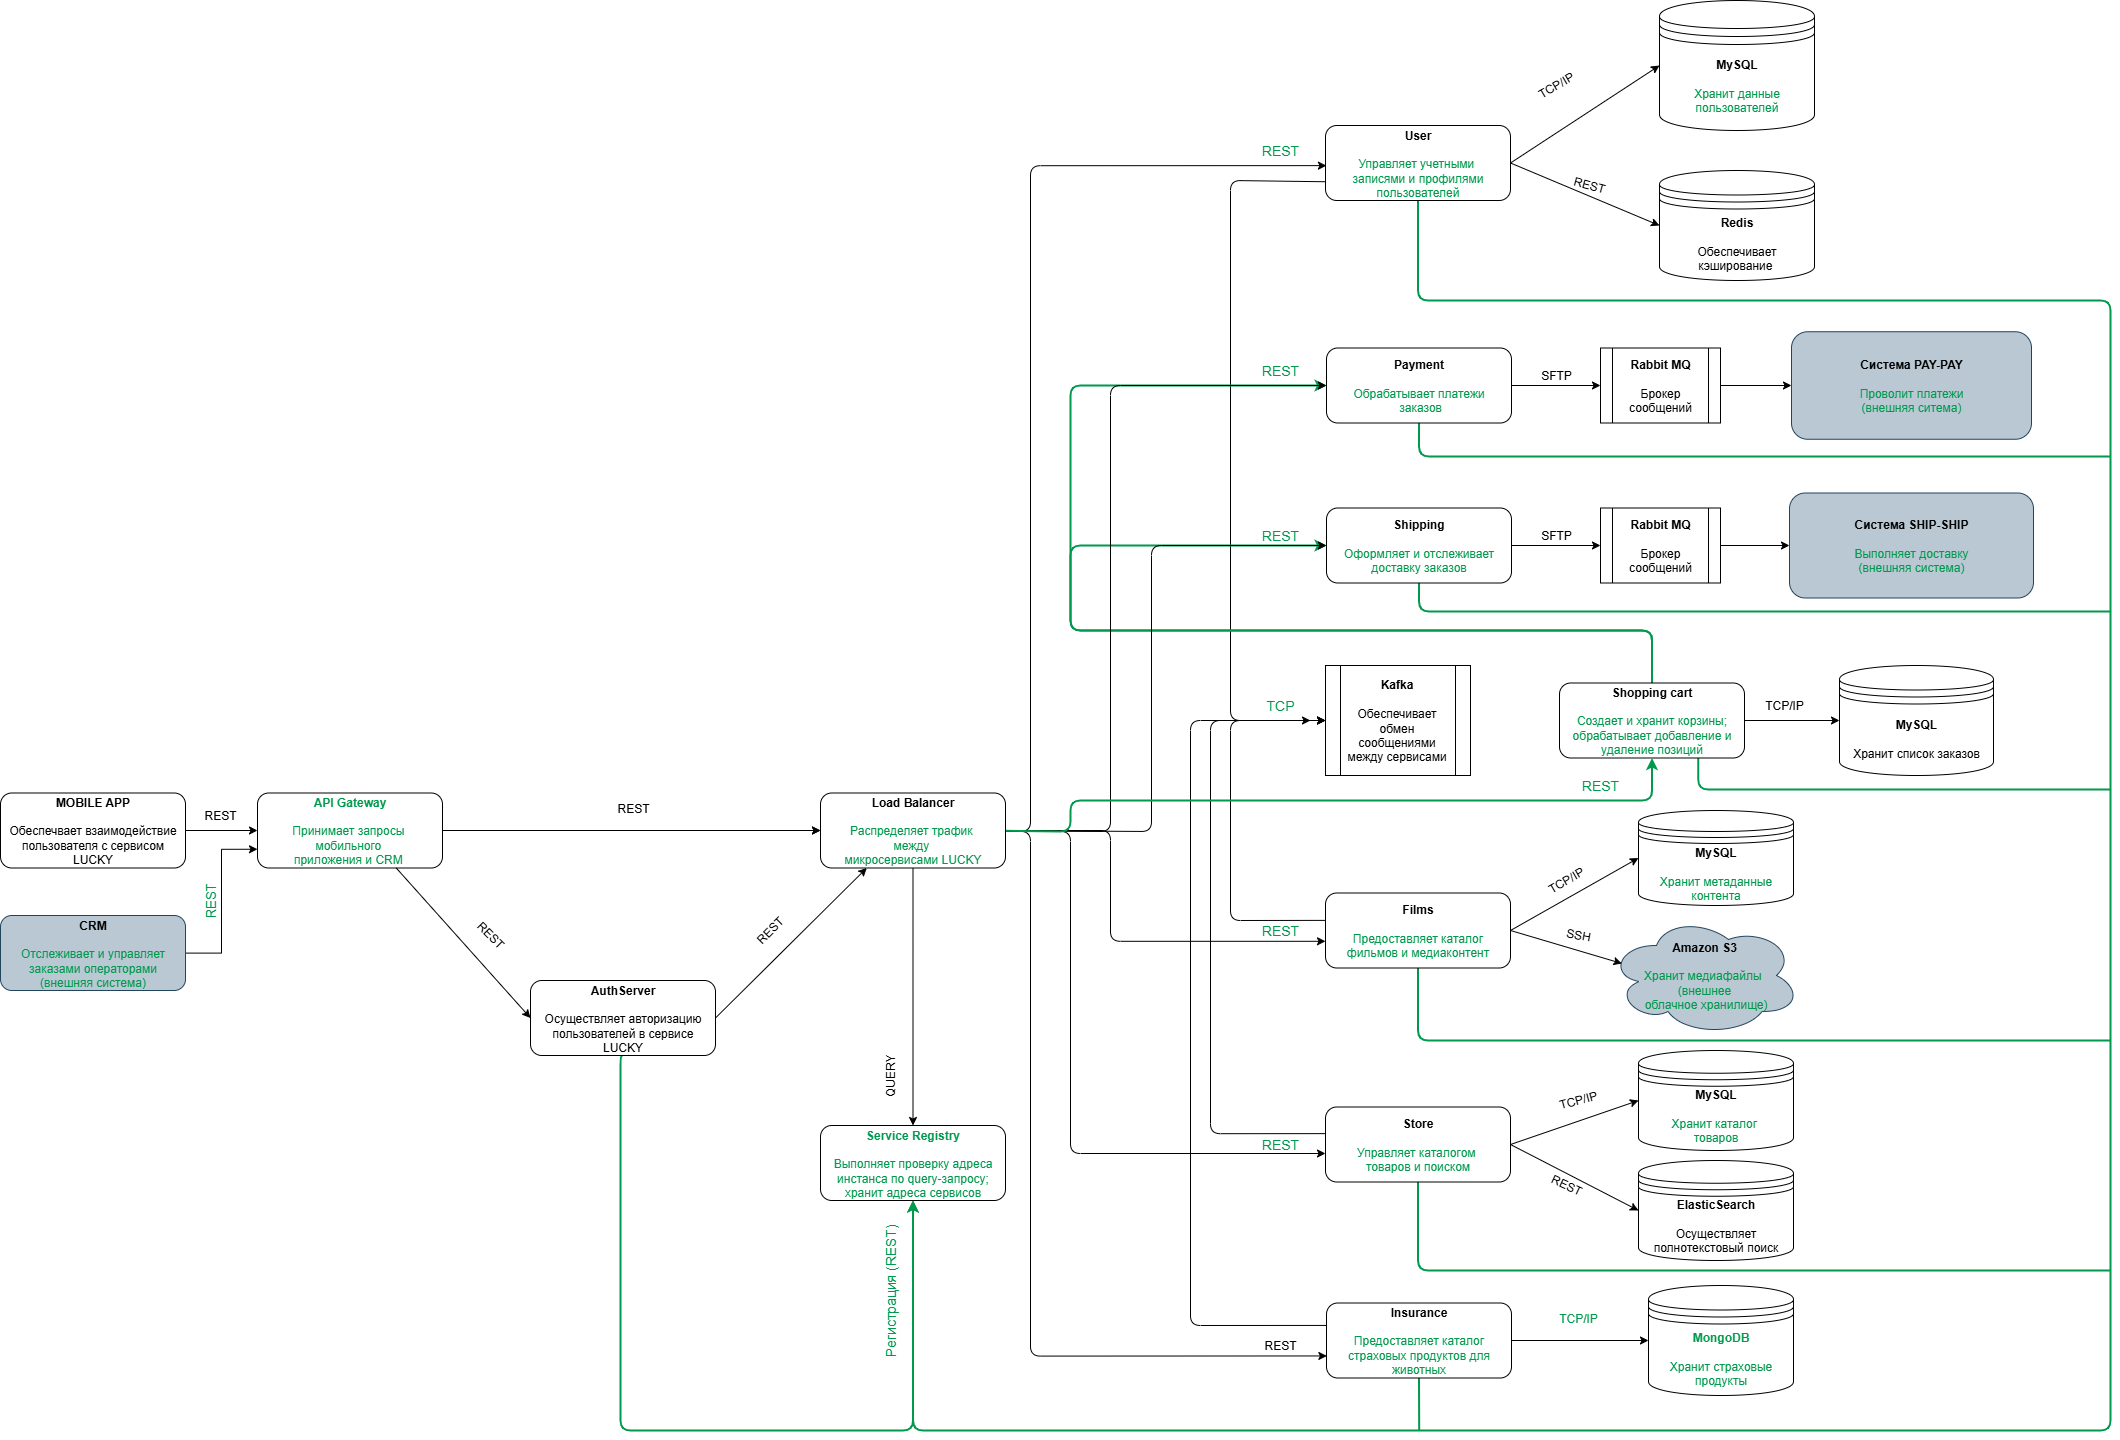 MySQL
Хранит данные
пользователей
TCP/IP
User
Управляет учетными
записями и профилями
пользователей
REST
REST
Redis
Обеспечивает
кэширование
REST
Payment
Обрабатывает платежи
заказов
SFTP
Rabbit MQ
Брокер
сообщений
Система PAY-PAY
Проволит платежи
(внешняя ситема)
REST
Shipping
Оформляет и отслеживает
доставку заказов
SFTP
Rabbit MQ
Брокер
сообщений
Система SHIP-SHIP
Выполняет доставку
(внешняя система)
TCP
Kafka
Обеспечивает
обмен
сообщениями
между сервисами
Shopping cart
Создает и хранит корзины;
обрабатывает добавление и
удаление позиций
REST
TCP/IP
MySQL
Хранит список заказов
MOBILE APP
Обеспечвает взаимодействие
пользователя с сервисом
LUCKY
REST
API Gateway
Принимает запросы
мобильного
приложения и CRM
REST
Load Balancer
Распределяет трафик
между
микросервисами LUCKY
REST
CRM
Отслеживает и управляет
заказами операторами
(внешняя система)
REST
REST
AuthServer
Осуществляет авторизацию
пользователей в сервисе
LUCKY
QUERY
Service Registry
Выполняет проверку адреса
инстанса по query-запросу;
хранит адреса сервисов
Регистрация (REST)
REST
Films
Предоставляет каталог
фильмов и медиаконтент
TCP/IP
MySQL
Хранит метаданные
контента
SSH
Amazon S3
Хранит медиафайлы
(внешнее
облачное хранилище)
REST
Store
Управляет каталогом
товаров и поиском
TCP/IP
MySQL
Хранит каталог
товаров
REST
ElasticSearch
Осуществляет
полнотекстовый поиск
REST
Insurance
Предоставляет каталог
страховых продуктов для
животных
TCP/IP
MongoDB
Хранит страховые
продукты